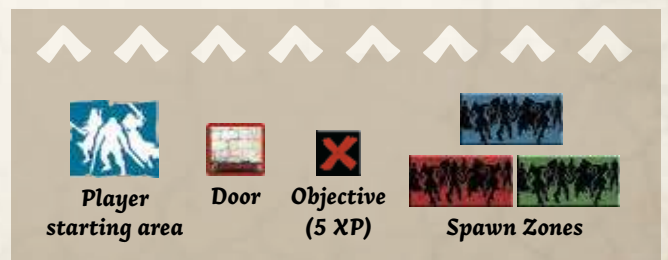 Player
starting area
Door
Objective
(5 XP)
Spawn Zones